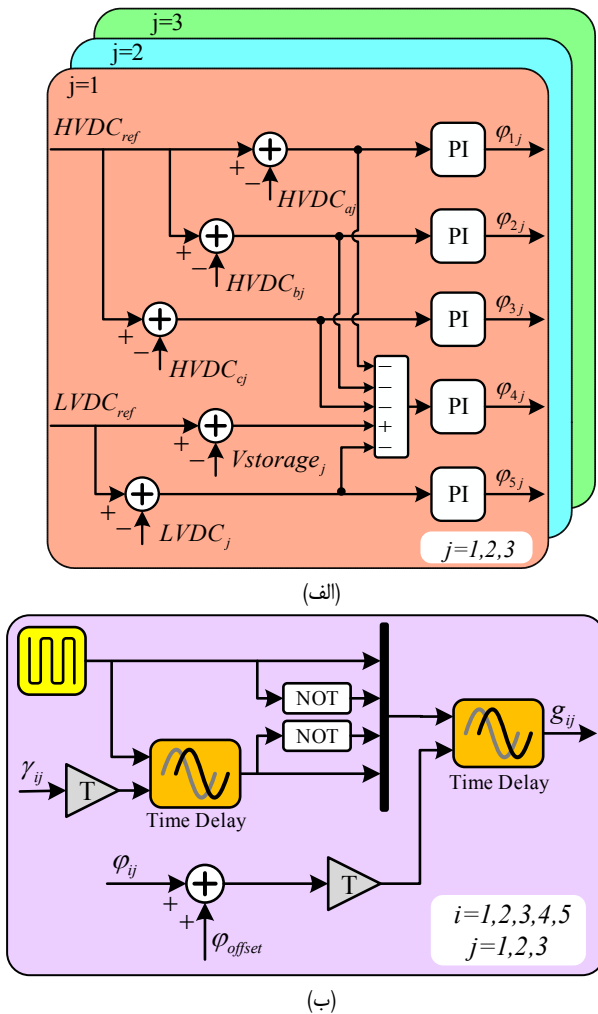 j=3
j=2
j=1
HVDC_ref
+
−
HVDC_aj
PI
φ_1j
+
−
HVDC_bj
PI
φ_2j
+
−
HVDC_cj
PI
φ_3j
−
−
−
+
−
PI
φ_4j
LVDC_ref
+
−
Vstorage_j
+
−
LVDC_j
PI
φ_5j
j=1,2,3
(الف)
NOT
NOT
γ_ij
T
Time Delay
Time Delay
g_ij
φ_ij
+
+
φ_offset
T
i=1,2,3,4,5
j=1,2,3
(ب)